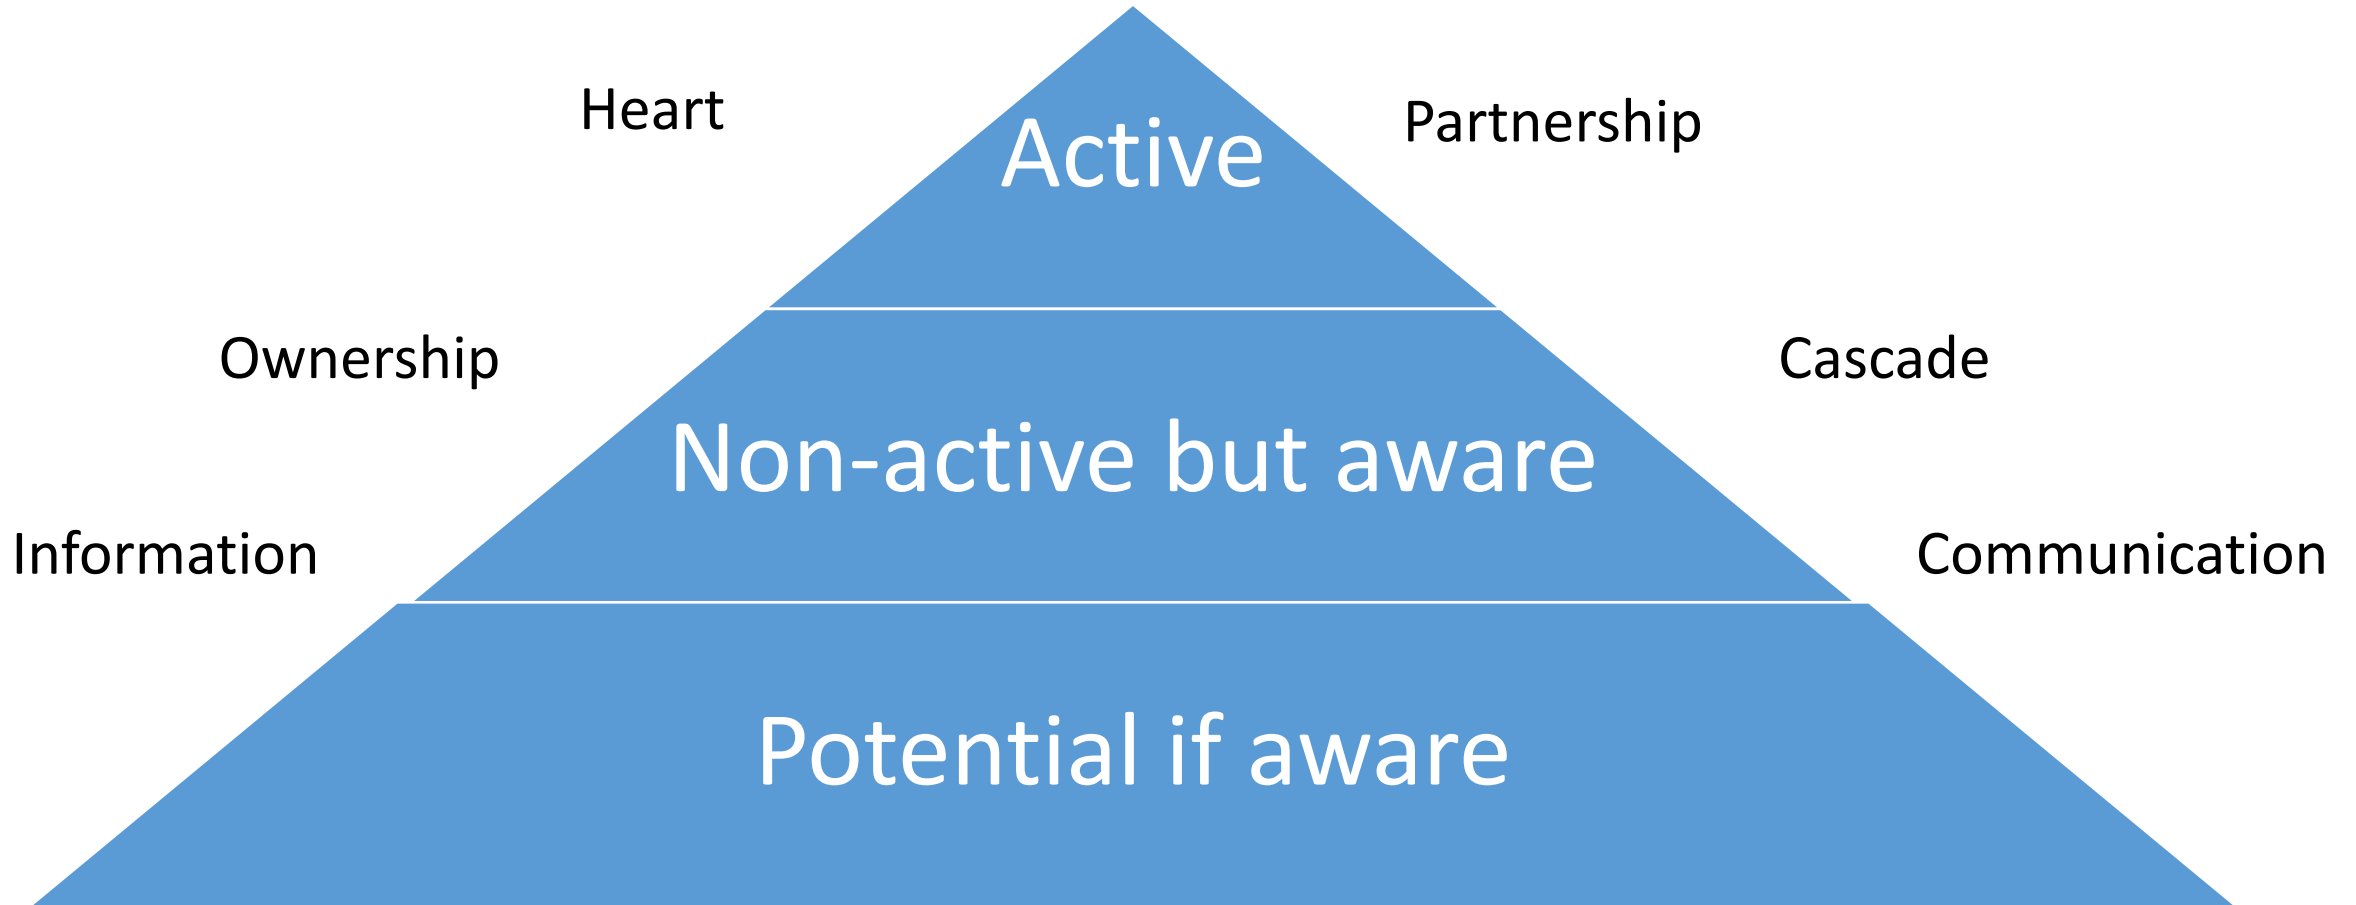 Heart
Partnership
Active
Ownership
Cascade
Non-active but aware
Information
Communication
Potential if aware